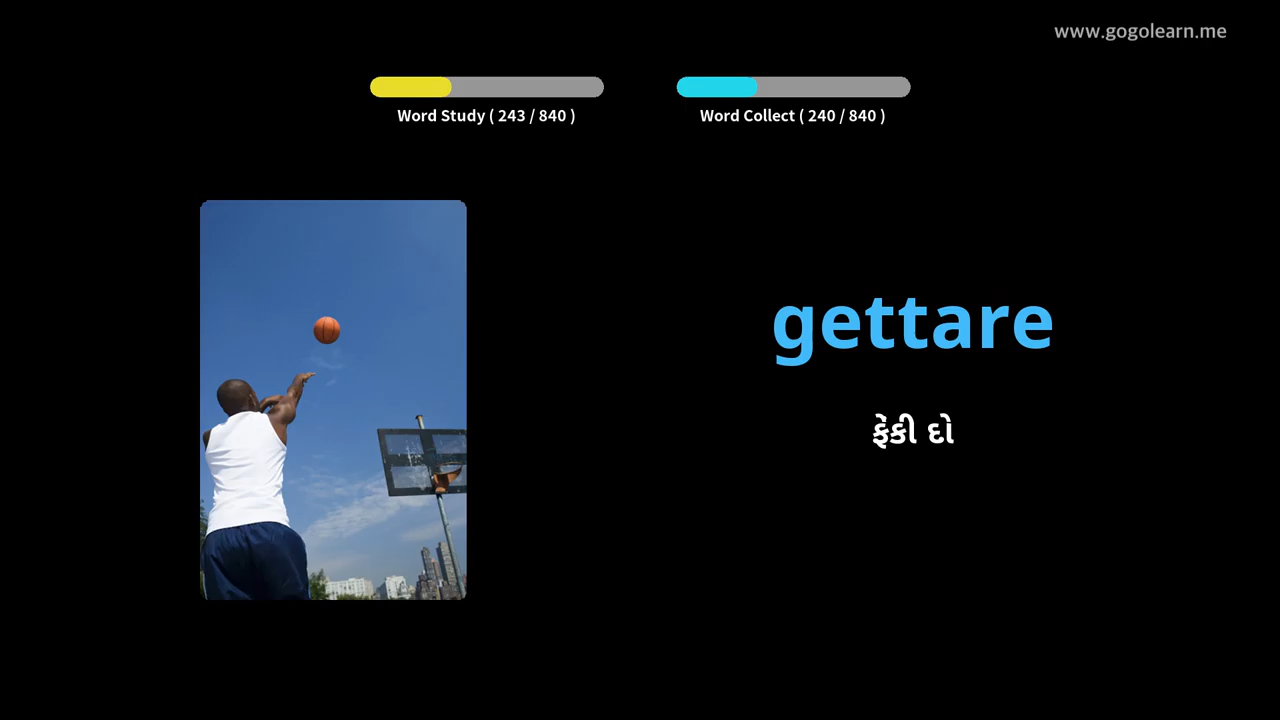 www.gogolearn.me
Word Study ( 243 / 840 )
Word Collect ( 240 / 840 )
gettare
ફેંકી દો